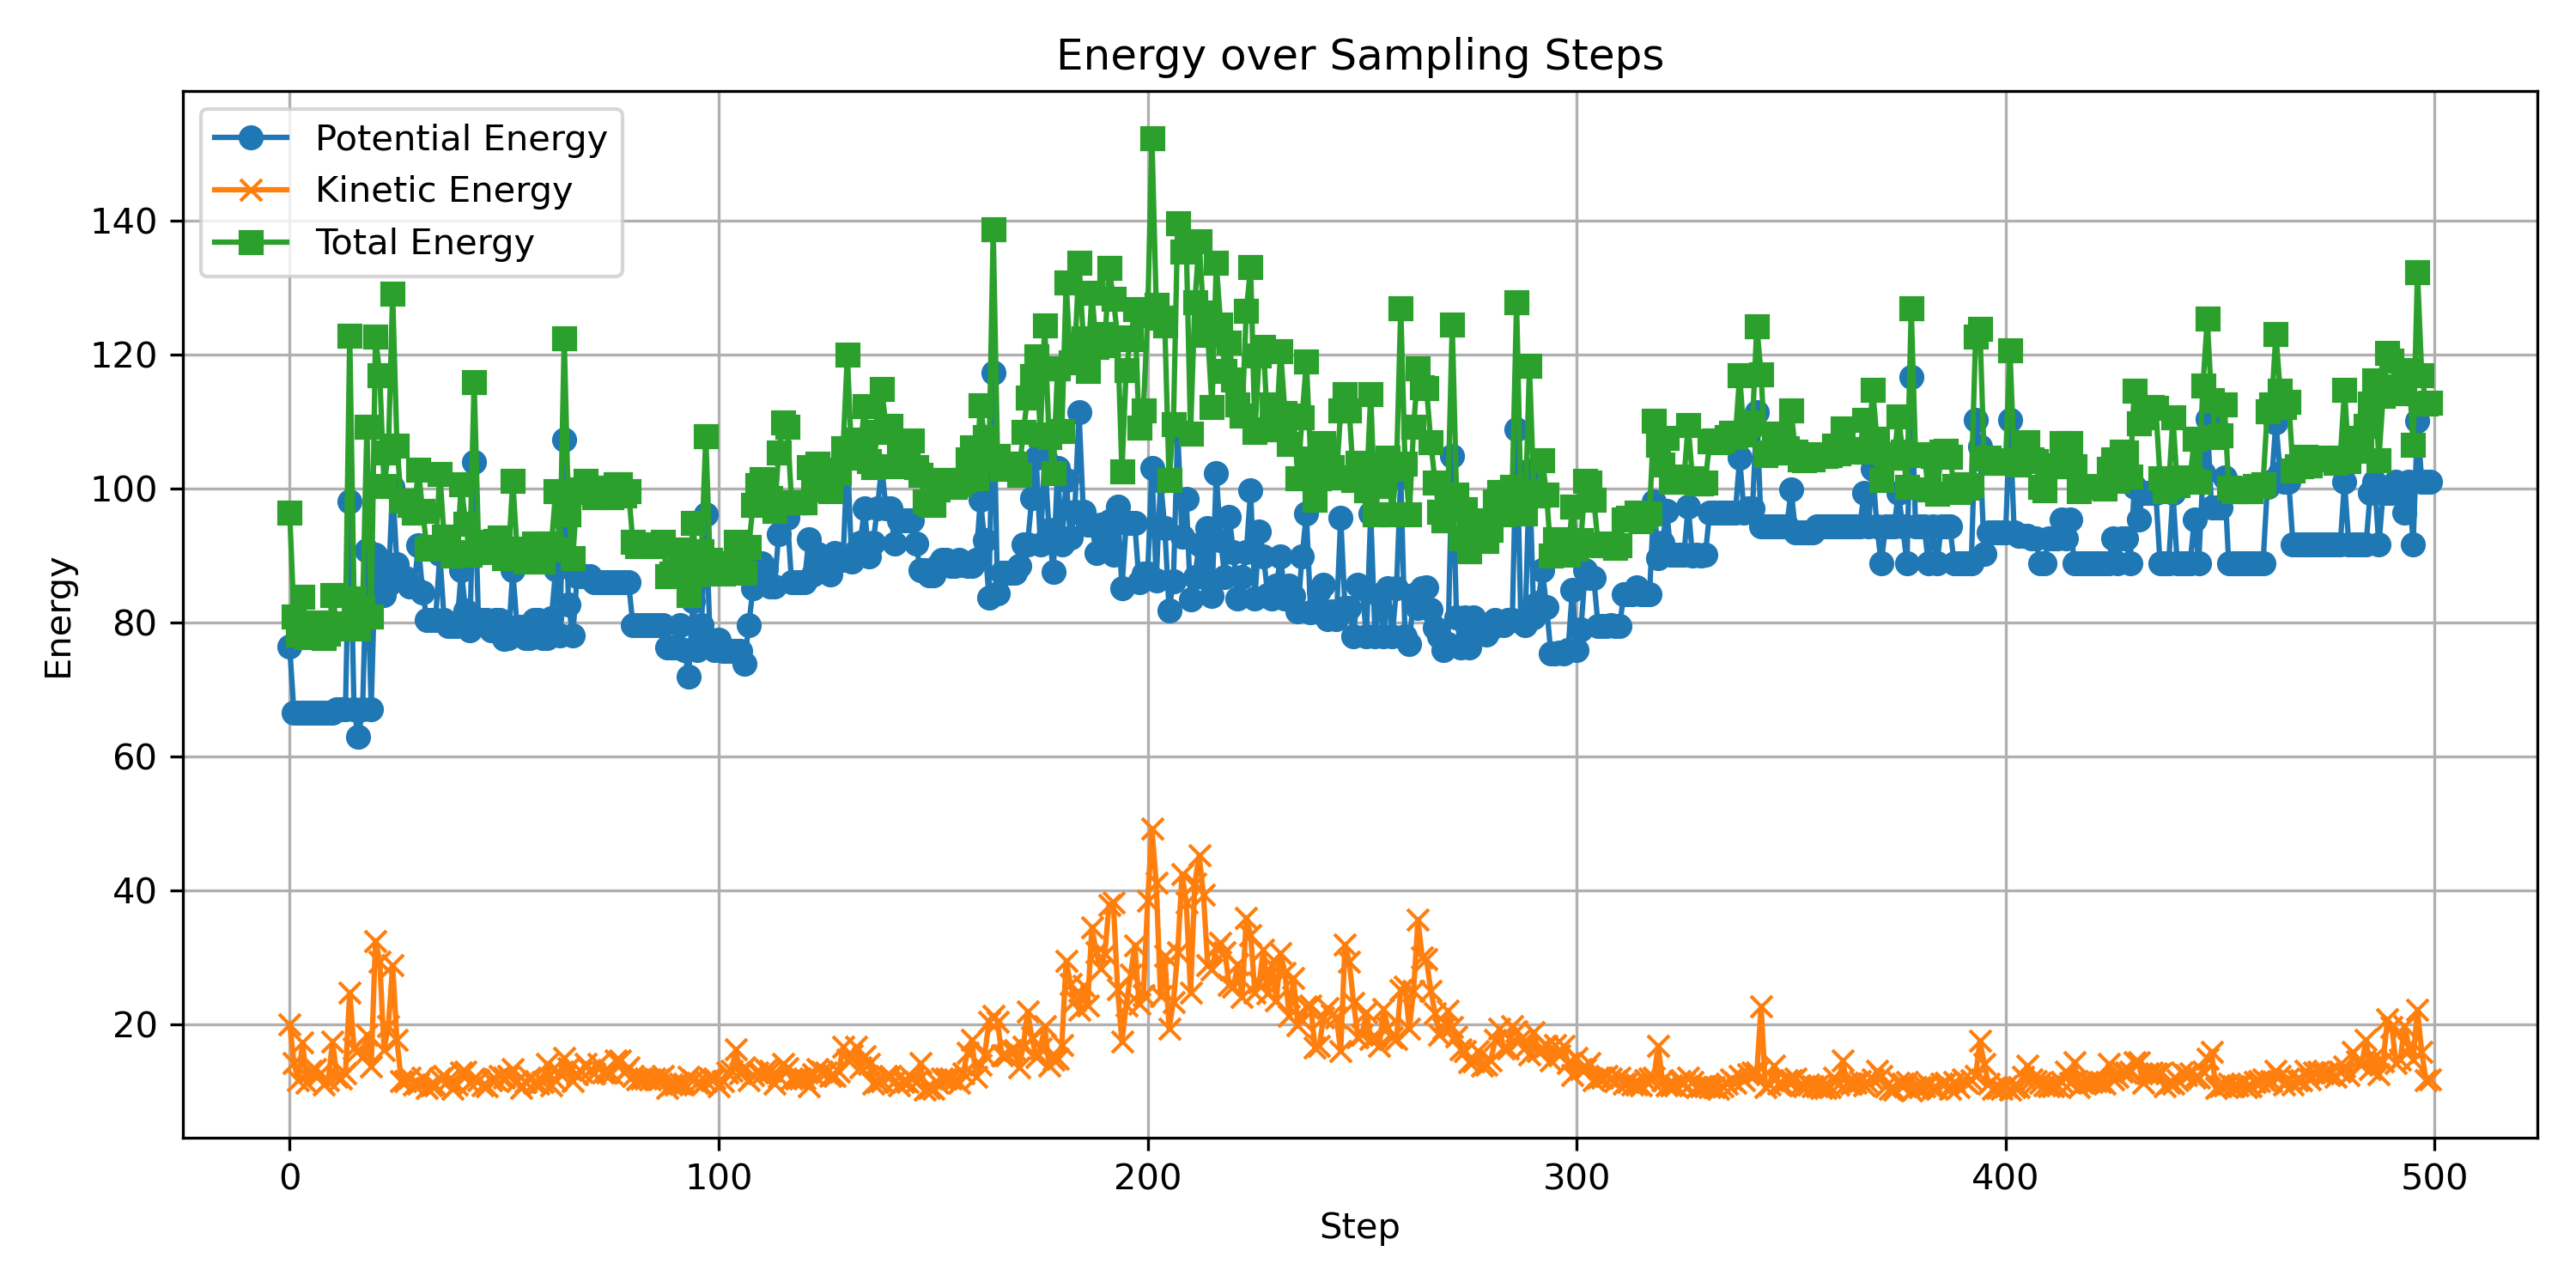 Energy over Sampling Steps
Potential Energy
Kinetic Energy
Total Energy
Energy
140
120
100
80
60
40
20
0 100 200 300 400 500
Step